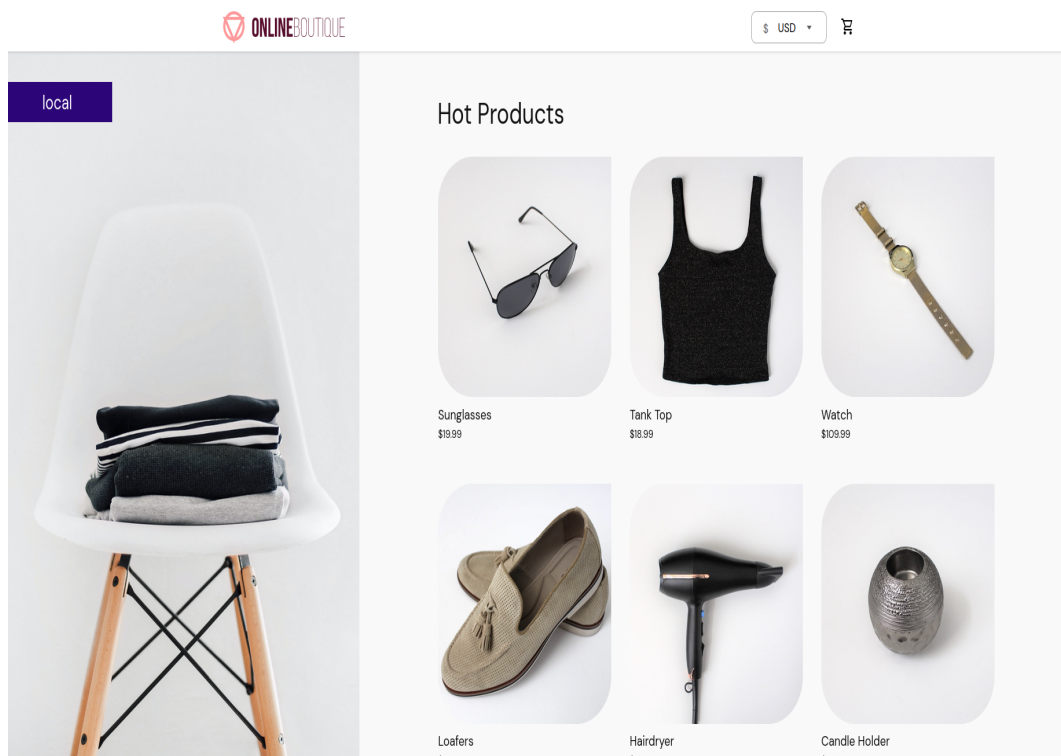 ONLINEBOUTIQUE
$ USD
local
Hot Products
Sunglasses
$19.99
Tank Top
$18.99
Watch
$109.99
Loafers
Hairdryer
Candle Holder